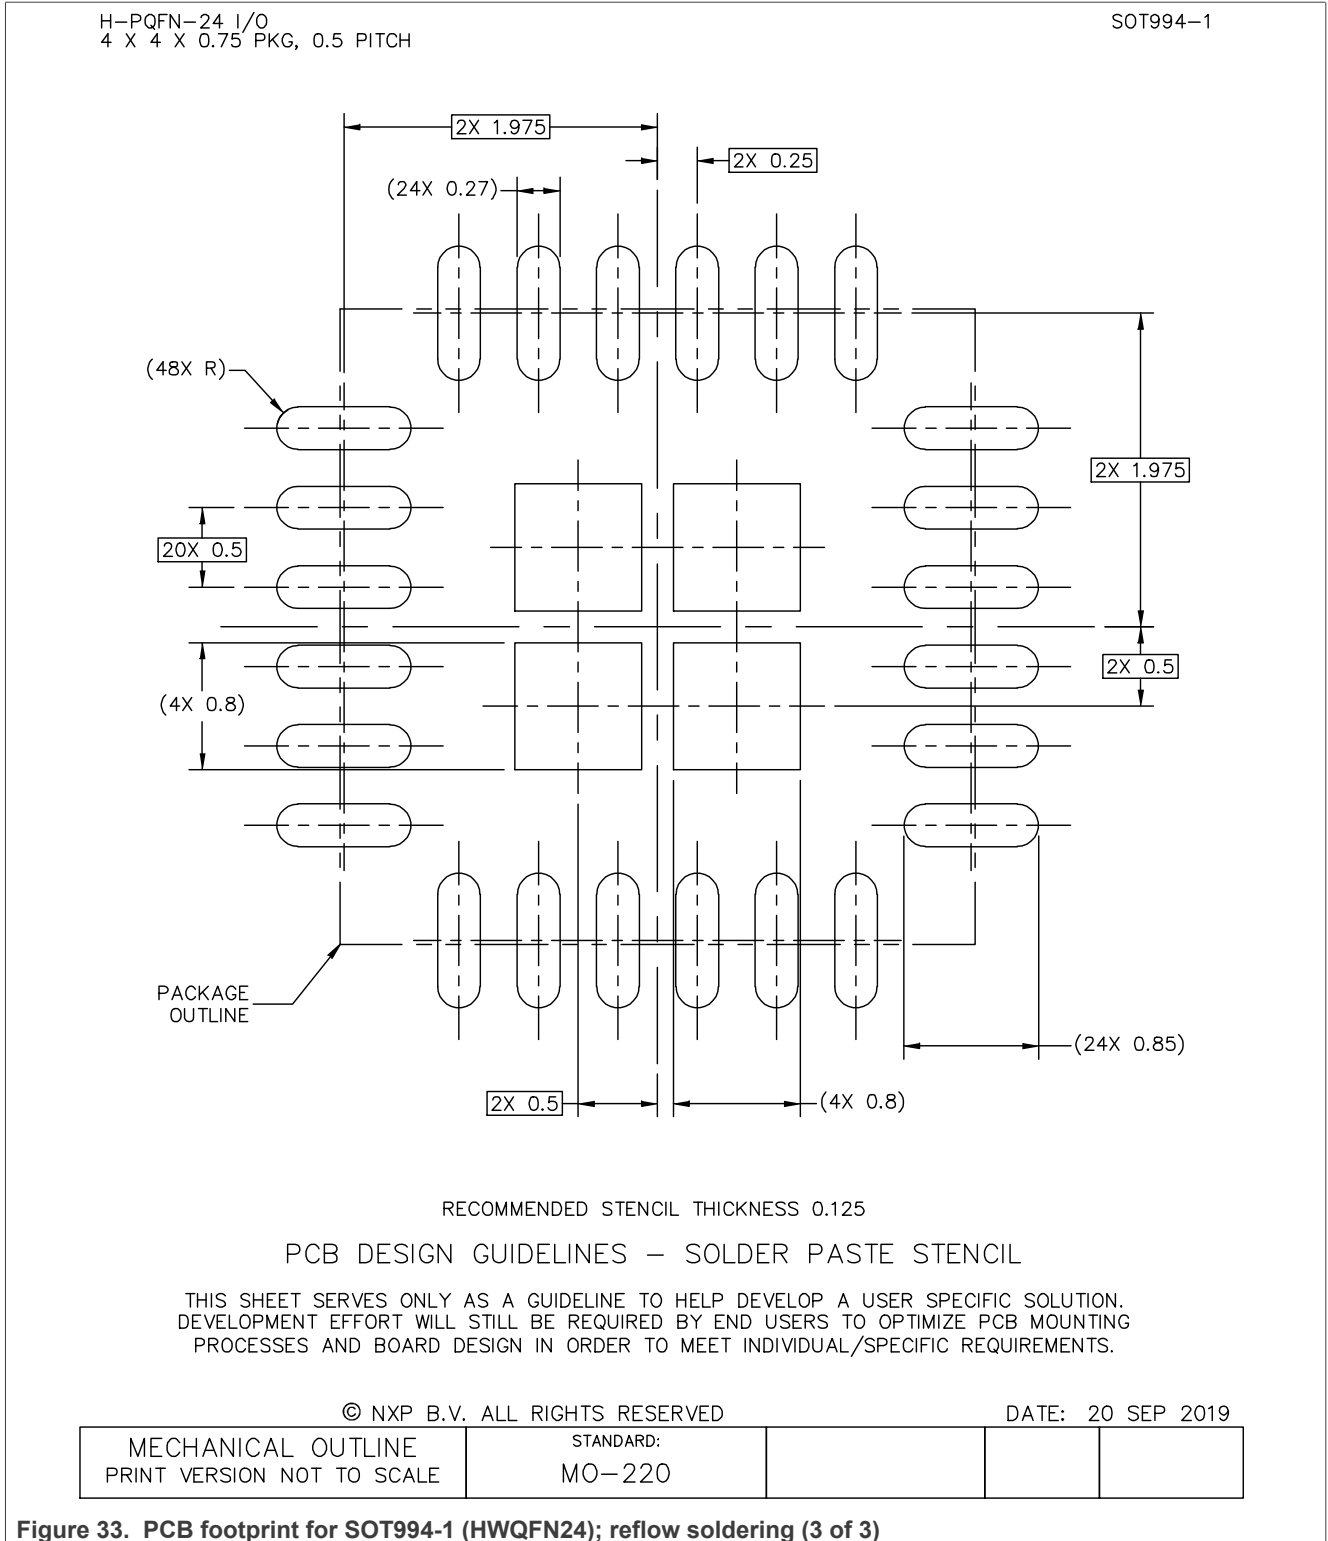 H-PQFN-24 I/O
SOT994-1
4 X 4 X 0.75 PKG, 0.5 PITCH
2X 1.975
2X 0.25
(24X 0.27)
(48X R)
2X 1.975
20X 0.5
2X 0.5
(4X 0.8)
PACKAGE
OUTLINE
(24X 0.85)
2X 0.5
(4X 0.8)
RECOMMENDED STENCIL THICKNESS 0.125
PCB DESIGN GUIDELINES - SOLDER PASTE STENCIL
THIS SHEET SERVES ONLY AS A GUIDELINE TO HELP DEVELOP A USER SPECIFIC SOLUTION.
DEVELOPMENT EFFORT WILL STILL BE REQUIRED BY END USERS TO OPTIMIZE PCB MOUNTING
PROCESSES AND BOARD DESIGN IN ORDER TO MEET INDIVIDUAL/SPECIFIC REQUIREMENTS.
© NXP B.V. ALL RIGHTS RESERVED
DATE: 20 SEP 2019
MECHANICAL OUTLINE
PRINT VERSION NOT TO SCALE
STANDARD:
MO-220
Figure 33. PCB footprint for SOT994-1 (HWQFN24); reflow soldering (3 of 3)